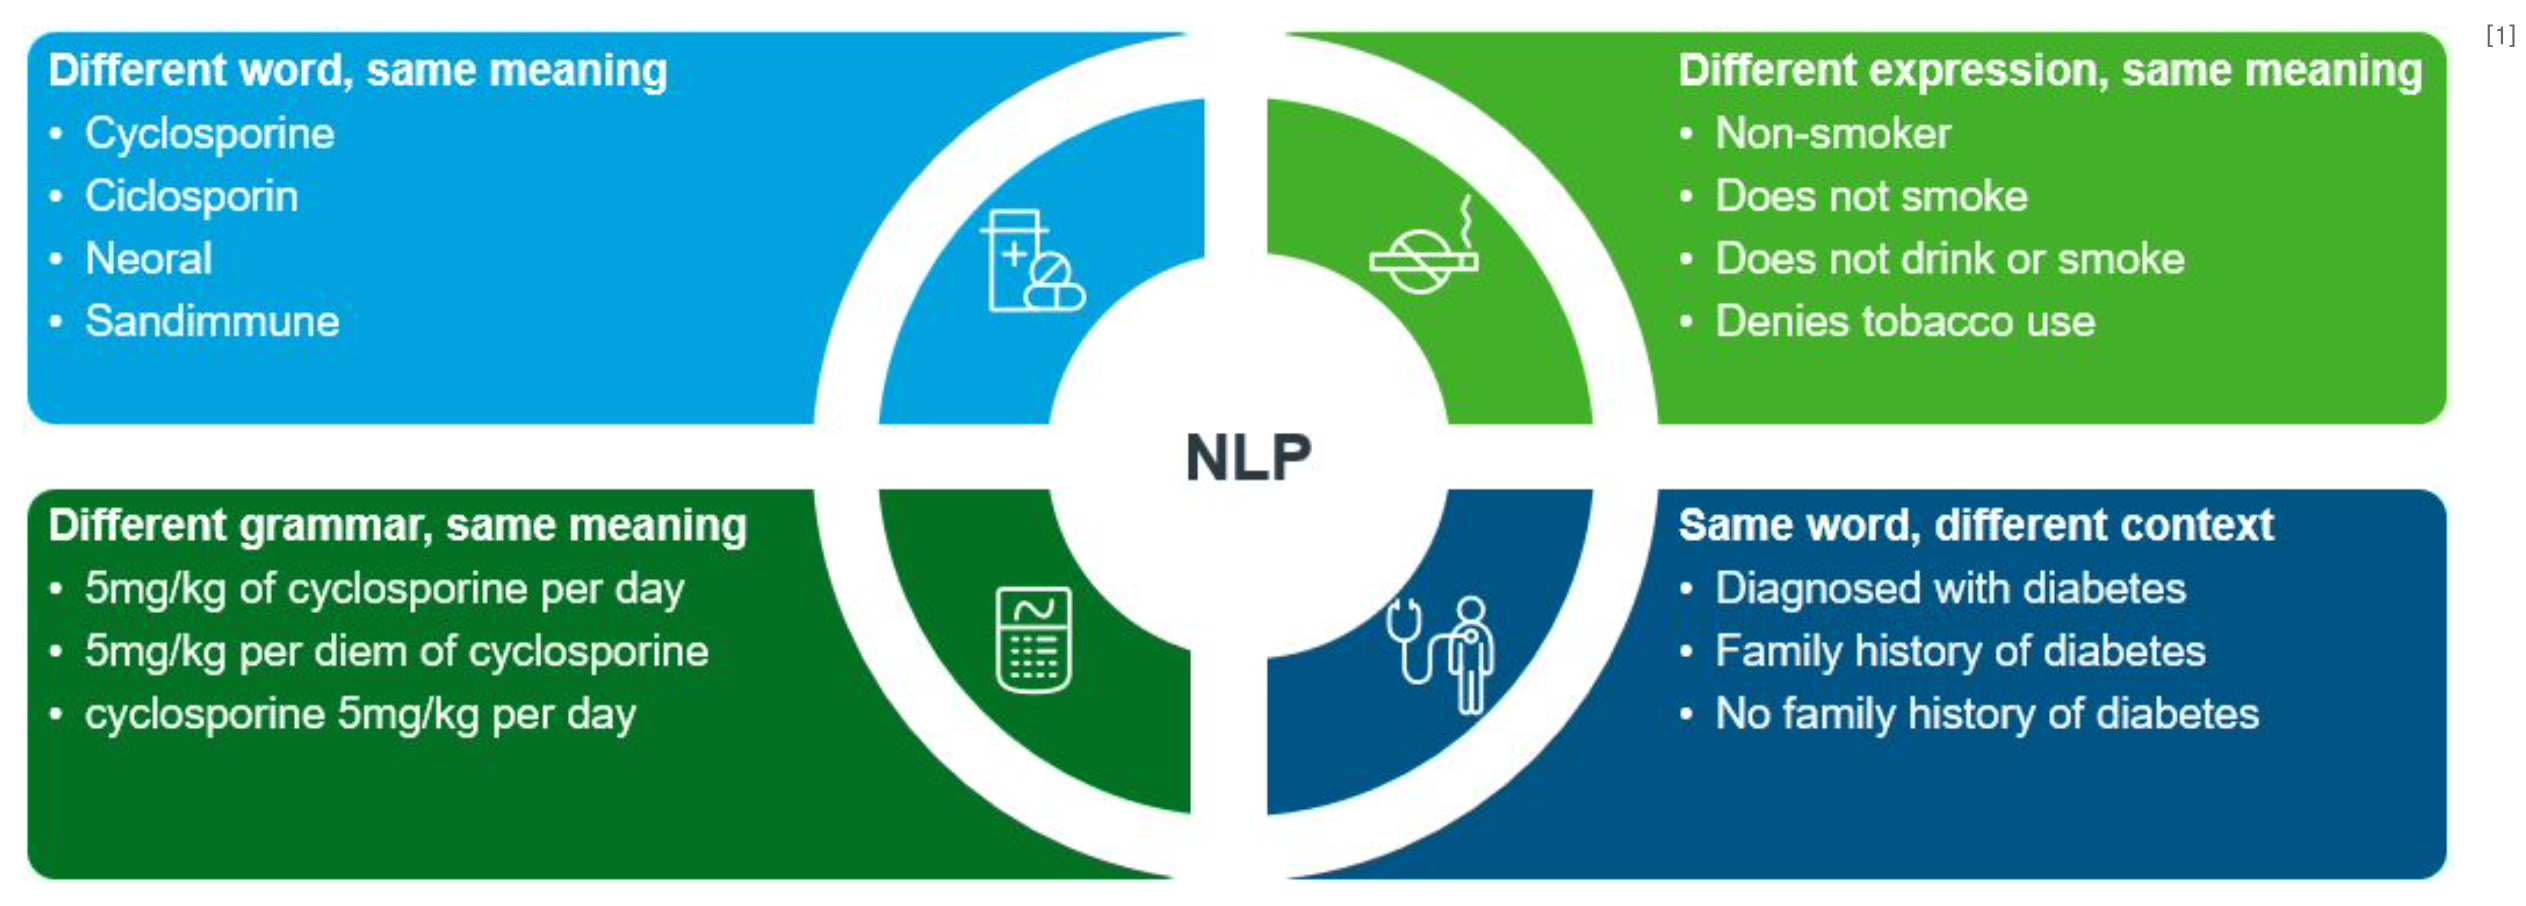 Different word, same meaning
• Cyclosporine
• Ciclosporin
• Neoral
• Sandimmune
Different expression, same meaning
• Non-smoker
• Does not smoke
• Does not drink or smoke
• Denies tobacco use
[1]
NLP
Different grammar, same meaning
• 5mg/kg of cyclosporine per day
• 5mg/kg per diem of cyclosporine
• cyclosporine 5mg/kg per day
Same word, different context
• Diagnosed with diabetes
• Family history of diabetes
• No family history of diabetes